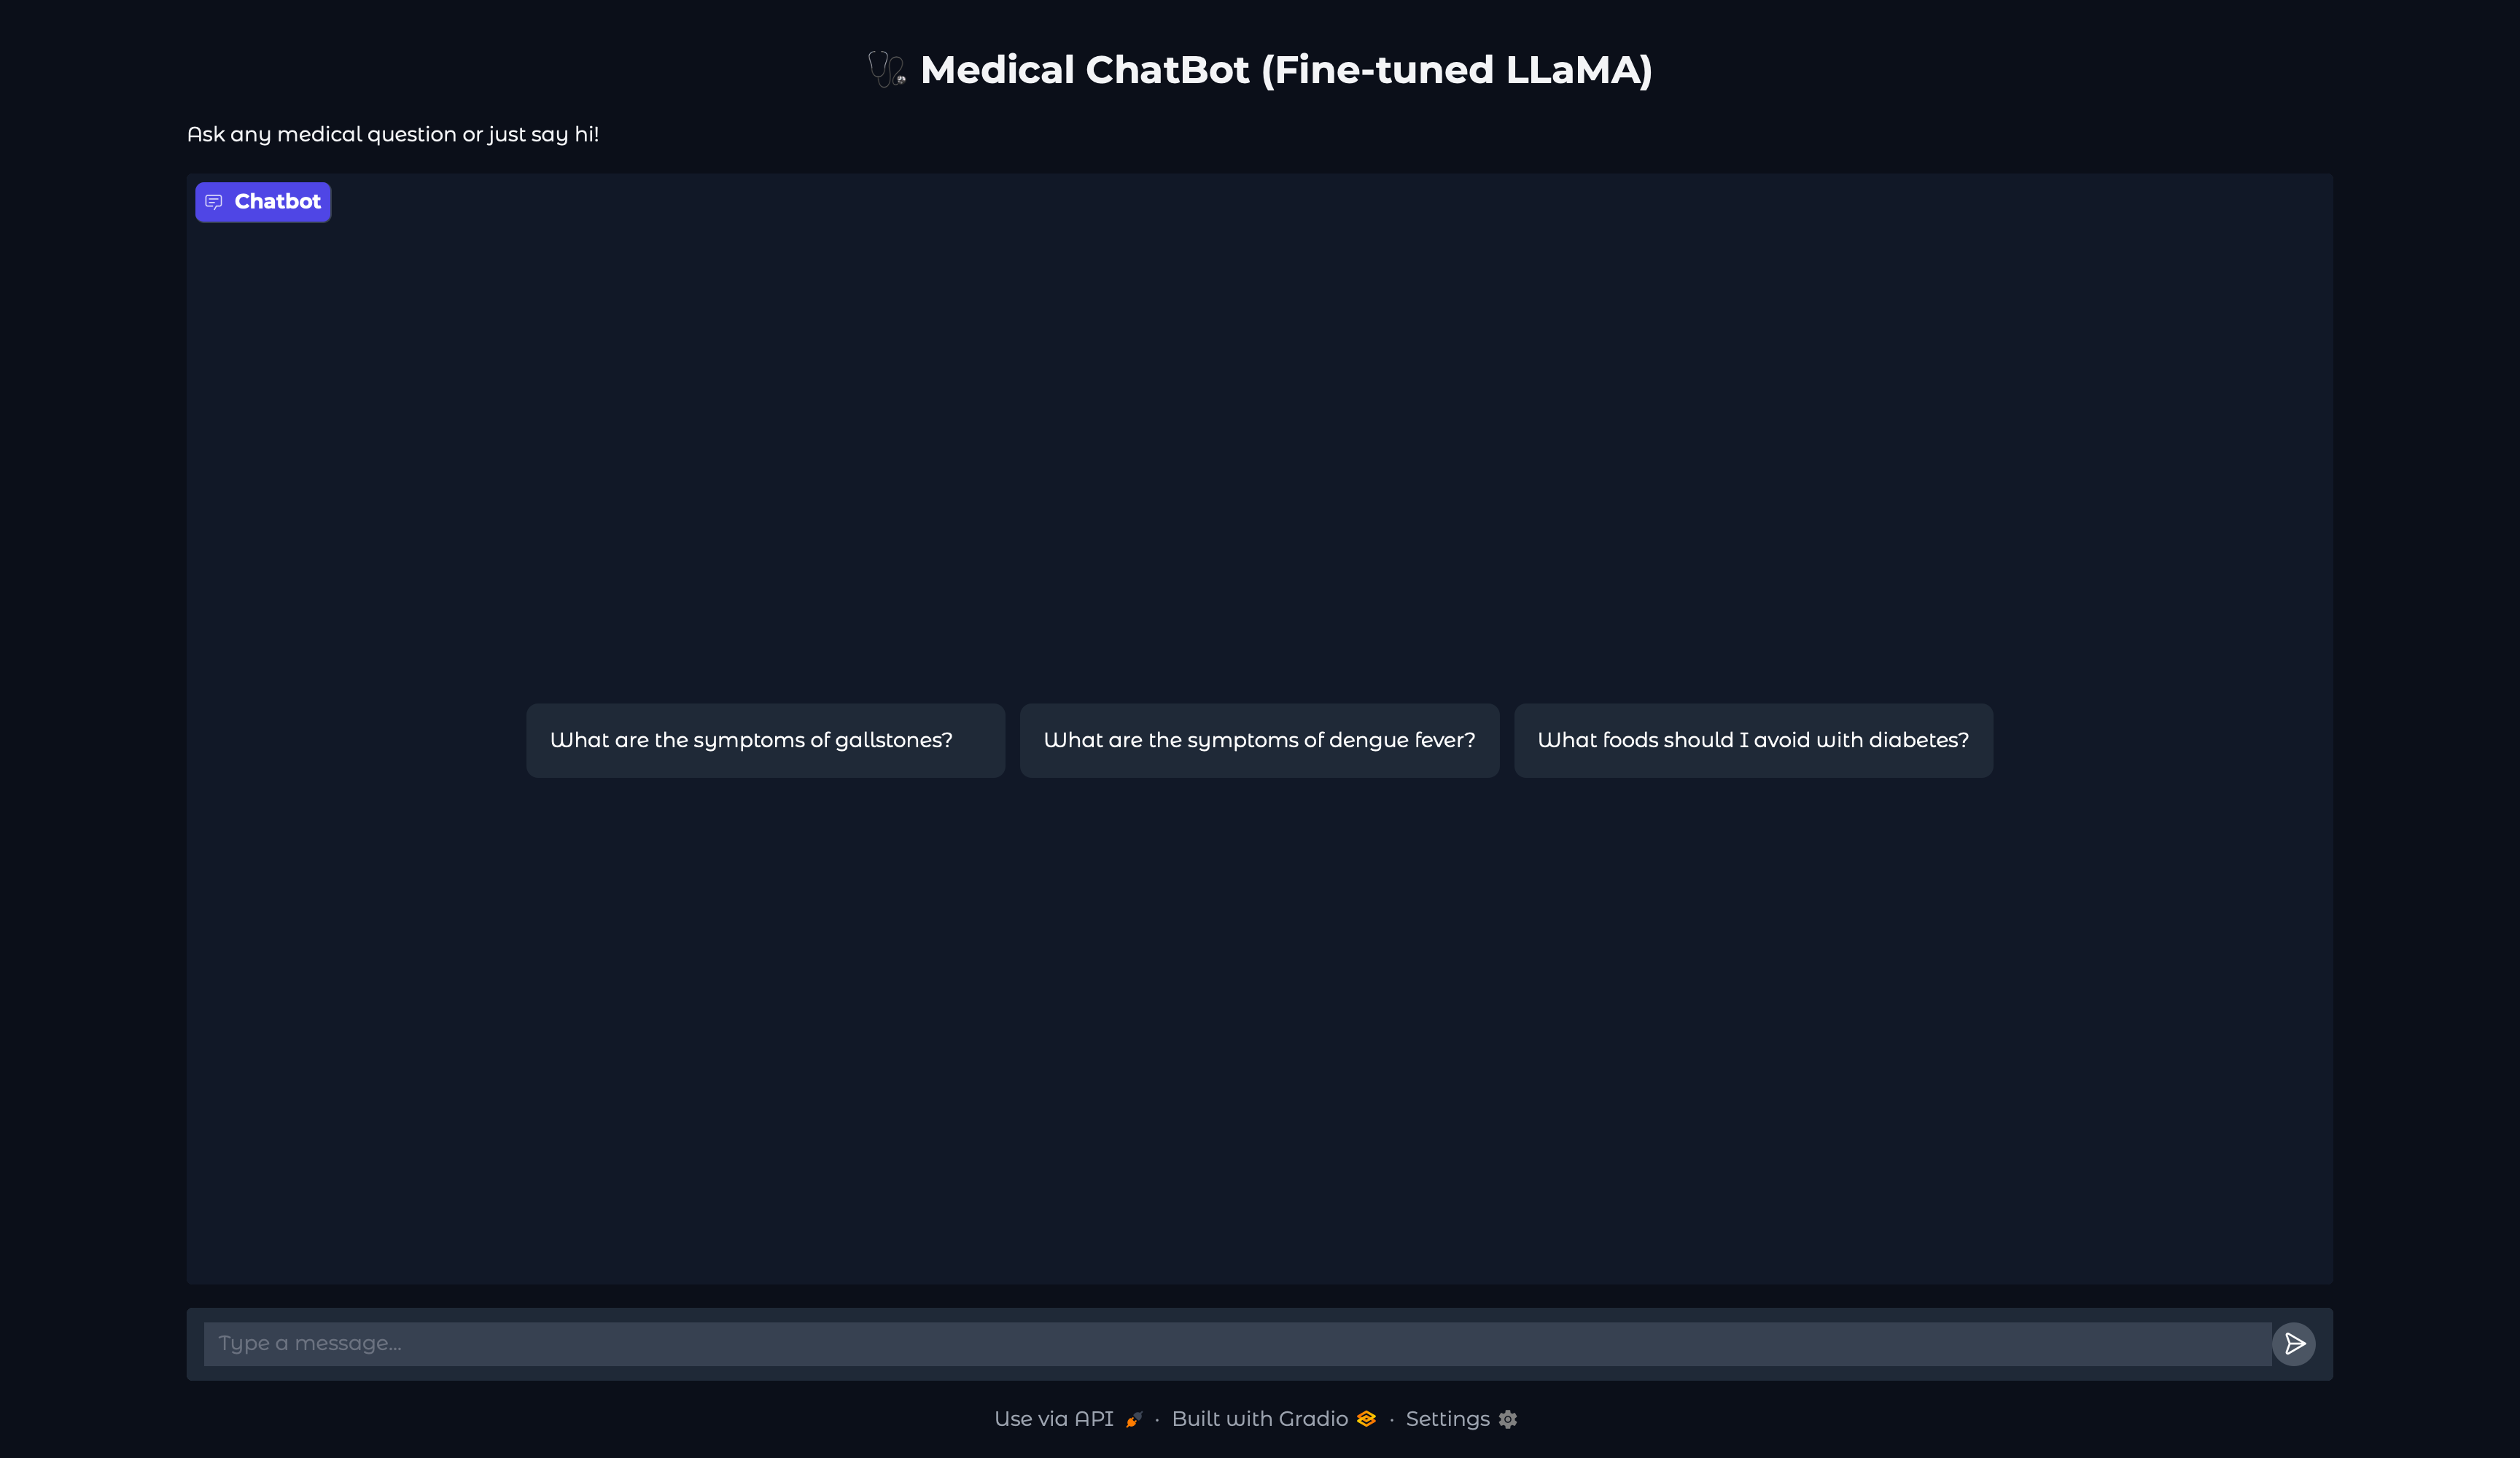 🩺 Medical ChatBot (Fine-tuned LLaMA)
Ask any medical question or just say hi!
Chatbot
What are the symptoms of gallstones?
What are the symptoms of dengue fever?
What foods should I avoid with diabetes?
Type a message...
Use via API · Built with Gradio · Settings